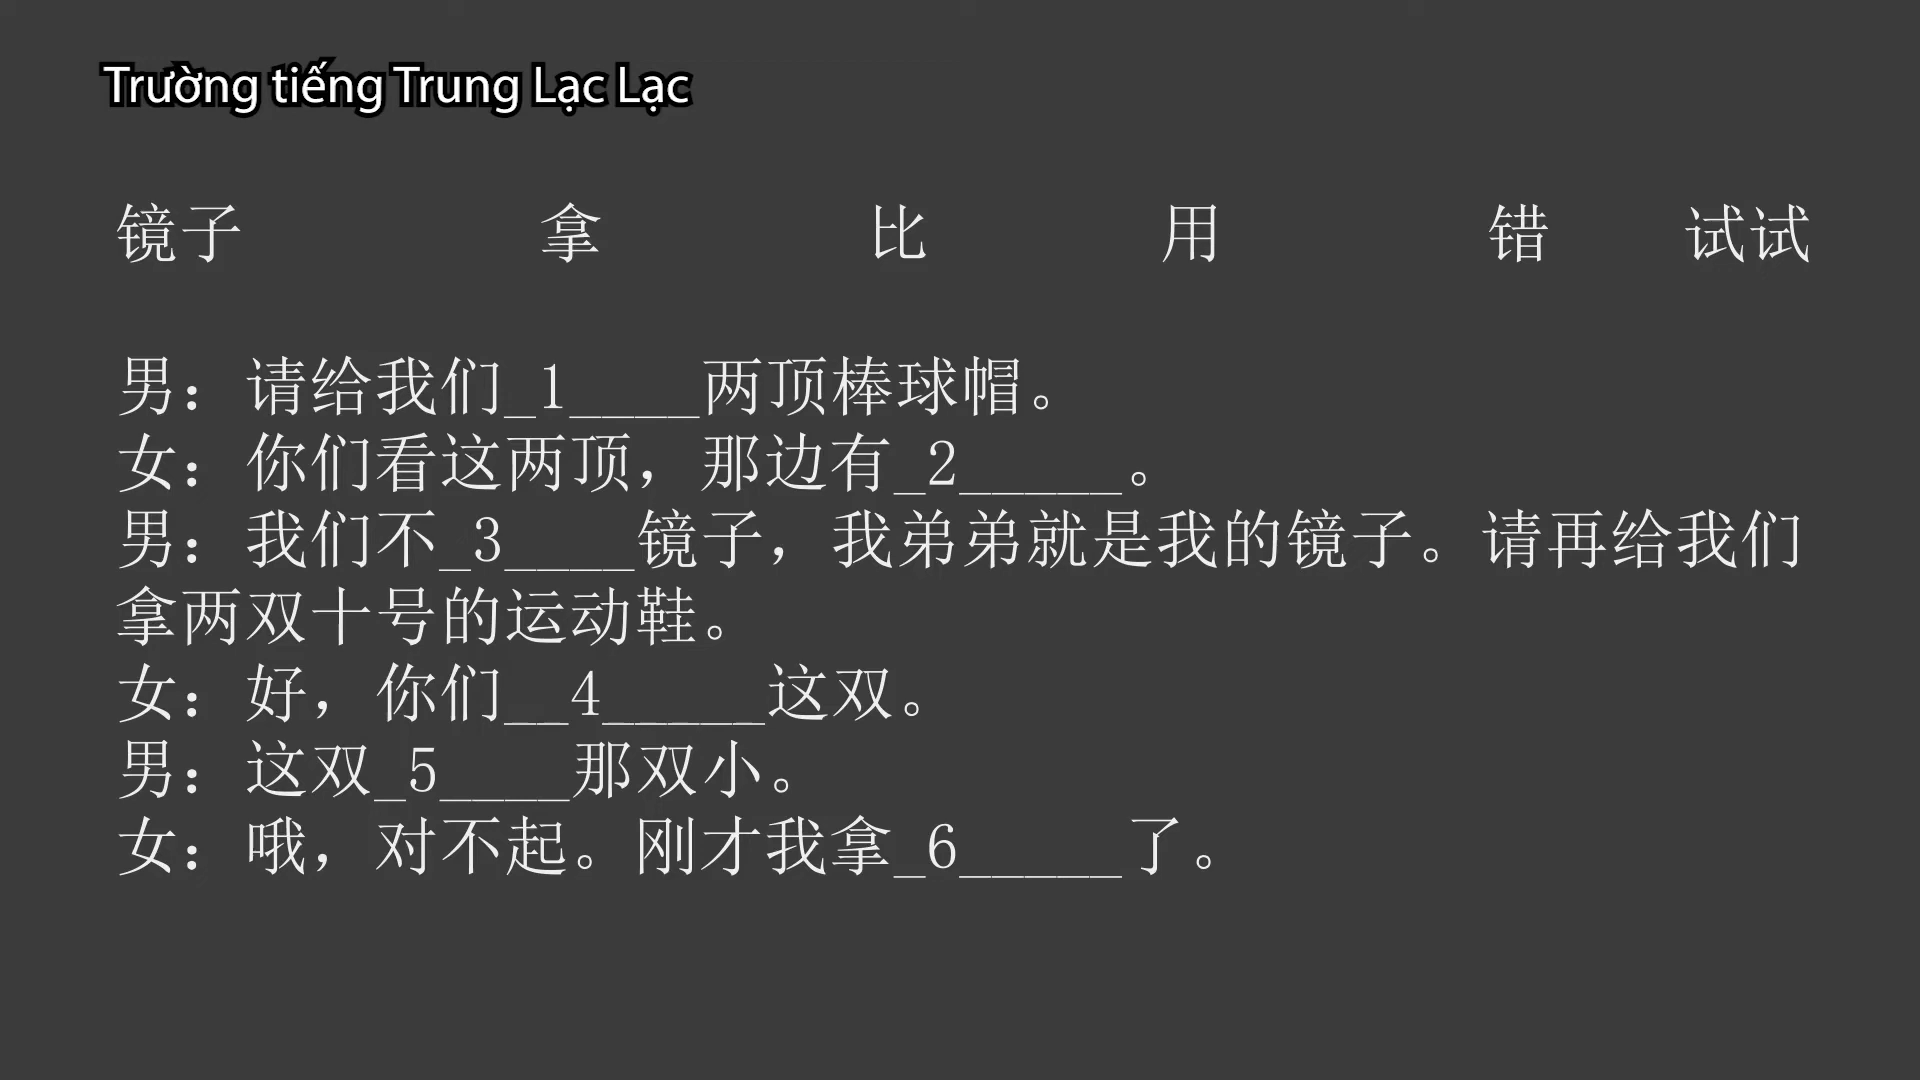 Trường tiếng Trung Lạc Lạc
镜子 拿 比 用 错 试试
男：请给我们_1____两顶棒球帽。
女：你们看这两顶，那边有_2_____。
男：我们不_3____镜子，我弟弟就是我的镜子。请再给我们
拿两双十号的运动鞋。
女：好，你们__4_____这双。
男：这双_5____那双小。
女：哦，对不起。刚才我拿_6_____了。